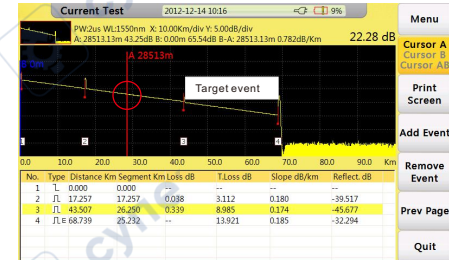 Current Test 2012-12-14 10:16 9%
PW:2us WL:1550nm X: 10.00Km/div Y: 5.00dB/div
A: 28513.13m 43.25dB B: 0.00m 65.54dB B-A: 28513.13m 0.782dB/Km 22.28 dB
A 28513m
Target event
1 2 3 4
0.0 10.0 20.0 30.0 40.0 50.0 60.0 70.0 80.0 90.0 Km
No. Type Distance Km Segment Km Loss dB T.Loss dB Slope dB/km Reflect. dB
1 0.000 0.000 -- -- -- --
2 17.257 17.257 0.038 3.112 0.180 -39.517
3 43.507 26.250 0.339 8.985 0.174 -45.677
4 E 68.739 25.232 -- 13.921 0.185 -32.294
Menu
Cursor A
Cursor B
Cursor AB
Print
Screen
Add Event
Remove
Event
Prev Page
Quit